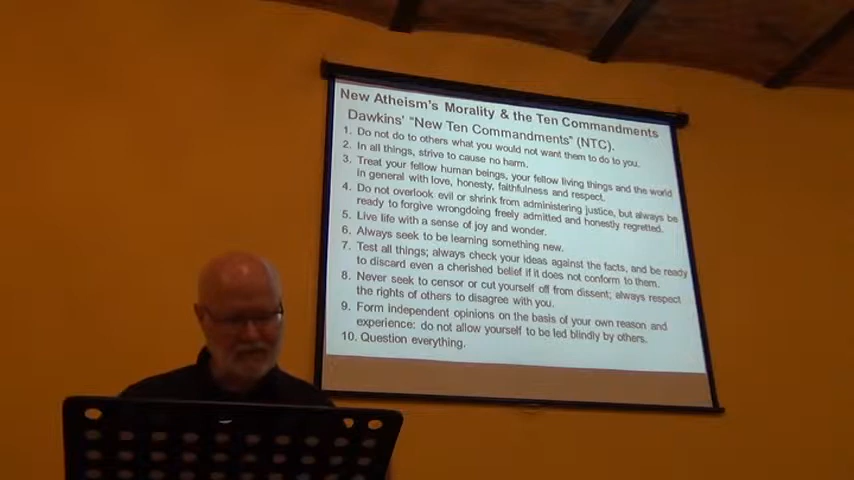 New Atheism's Morality & the Ten Commandments
Dawkins' "New Ten Commandments" (NTC).
1. Do not do to others what you would not want them to do to you.
2. In all things, strive to cause no harm.
3. Treat your fellow human beings, your fellow living things and the world
in general with love, honesty, faithfulness and respect.
4. Do not overlook evil or shrink from administering justice, but always be
ready to forgive wrongdoing freely admitted and honestly regretted.
5. Live life with a sense of joy and wonder.
6. Always seek to be learning something new.
7. Test all things; always check your ideas against the facts, and be ready
to discard even a cherished belief if it does not conform to them.
8. Never seek to censor or cut yourself off from dissent; always respect
the rights of others to disagree with you.
9. Form independent opinions on the basis of your own reason and
experience: do not allow yourself to be led blindly by others.
10. Question everything.